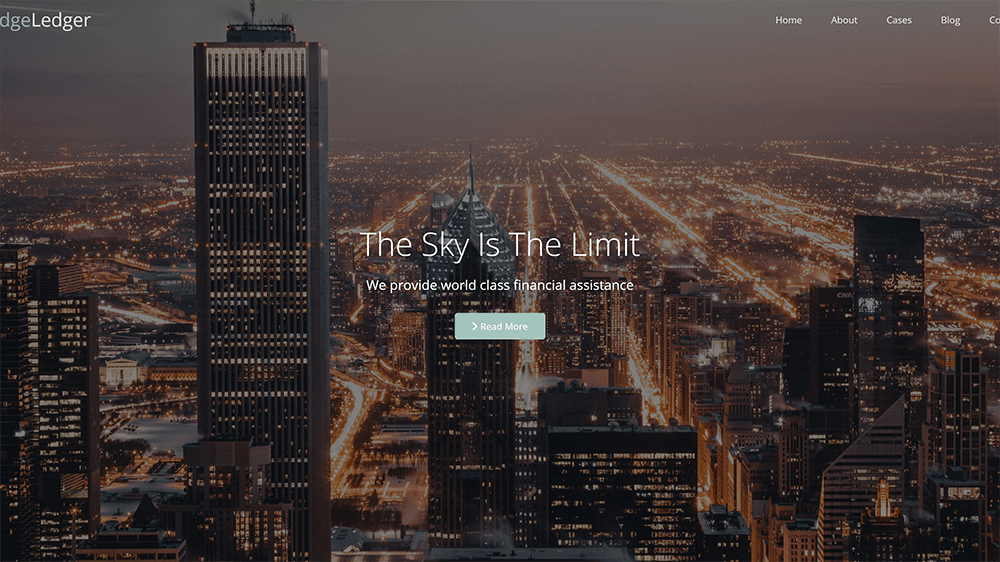 dgeLedger
Home About Cases Blog Co
The Sky Is The Limit
We provide world class financial assistance
Read More
CNA